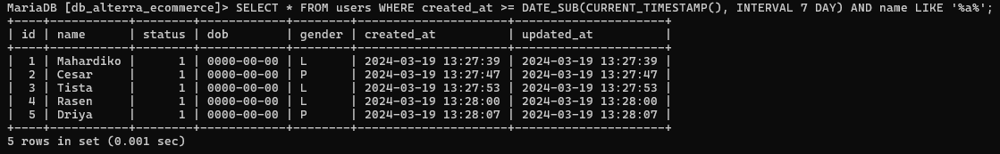 MariaDB [db_alterra_ecommerce]> SELECT * FROM users WHERE created_at >= DATE_SUB(CURRENT_TIMESTAMP(), INTERVAL 7 DAY) AND name LIKE '%a%';
+----+-----------+--------+------------+--------+---------------------+---------------------+
| id | name      | status | dob        | gender | created_at          | updated_at          |
+----+-----------+--------+------------+--------+---------------------+---------------------+
|  1 | Mahardiko |      1 | 0000-00-00 | L      | 2024-03-19 13:27:39 | 2024-03-19 13:27:39 |
|  2 | Cesar     |      1 | 0000-00-00 | P      | 2024-03-19 13:27:47 | 2024-03-19 13:27:47 |
|  3 | Tista     |      1 | 0000-00-00 | L      | 2024-03-19 13:27:53 | 2024-03-19 13:27:53 |
|  4 | Rasen     |      1 | 0000-00-00 | L      | 2024-03-19 13:28:00 | 2024-03-19 13:28:00 |
|  5 | Driya     |      1 | 0000-00-00 | P      | 2024-03-19 13:28:07 | 2024-03-19 13:28:07 |
+----+-----------+--------+------------+--------+---------------------+---------------------+
5 rows in set (0.001 sec)